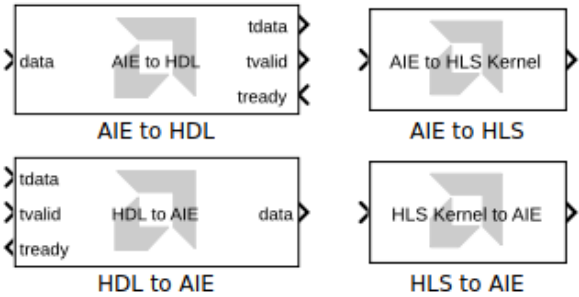 tdata
data AIE to HDL tvalid
tready
AIE to HDL
AIE to HLS Kernel
AIE to HLS
tdata
tvalid HDL to AIE data
tready
HDL to AIE
HLS Kernel to AIE
HLS to AIE